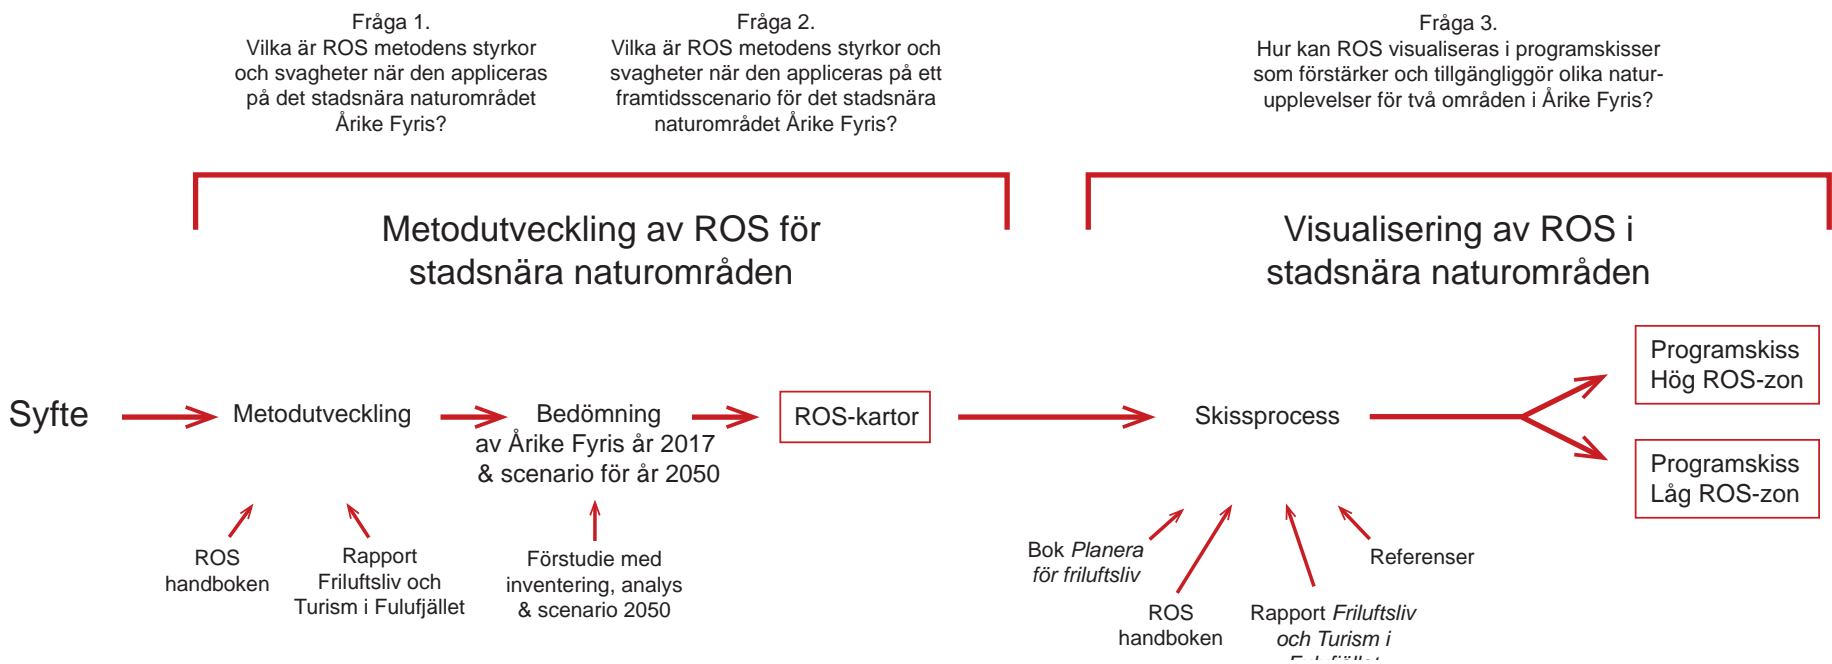 Fråga 1.
Vilka är ROS metodens styrkor
och svagheter när den appliceras
på det stadsnära naturområdet
Årike Fyris?
Fråga 2.
Vilka är ROS metodens styrkor och
svagheter när den appliceras på ett
framtidsscenario för det stadsnära
naturområdet Årike Fyris?
Fråga 3.
Hur kan ROS visualiseras i programskisser
som förstärker och tillgängliggör olika natur-
upplevelser för två områden i Årike Fyris?
Metodutveckling av ROS för
stadsnära naturområden
Visualisering av ROS i
stadsnära naturområden
Syfte
Metodutveckling
Bedömning
av Årike Fyris år 2017
& scenario för år 2050
ROS-kartor
Skissprocess
Programskiss
Hög ROS-zon
Programskiss
Låg ROS-zon
ROS
handboken
Rapport
Friluftsliv och
Turism i Fulufjället
Förstudie med
inventering, analys
& scenario 2050
Bok Planera
för friluftsliv
ROS
handboken
Rapport Friluftsliv
och Turism i
Referenser